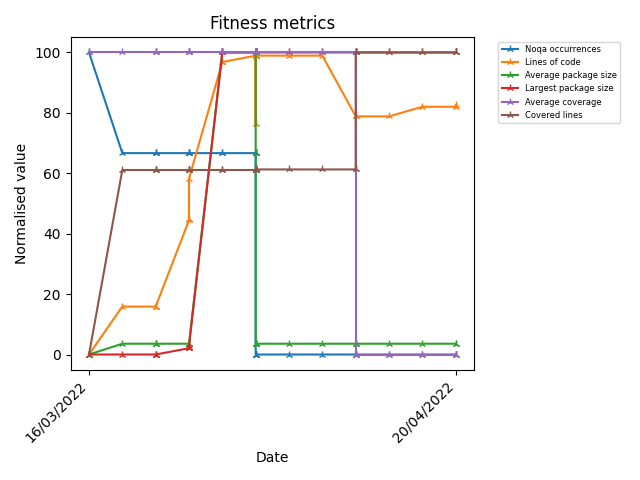 Fitness metrics
Normalised value
100
80
60
40
20
0
16/03/2022
20/04/2022
Date
Noqa occurrences
Lines of code
Average package size
Largest package size
Average coverage
Covered lines